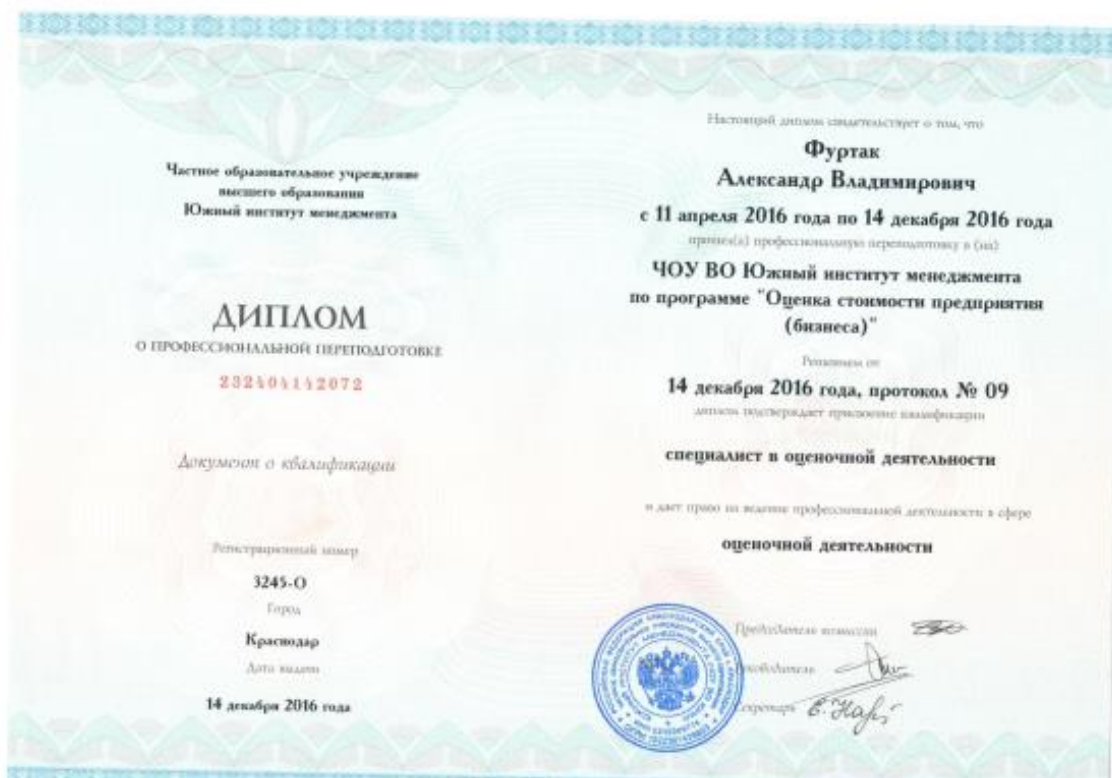 Частное образовательное учреждение
высшего образования
Южный институт менеджмента
ДИПЛОМ
О ПРОФЕССИОНАЛЬНОЙ ПЕРЕПОДГОТОВКЕ
232404142072
Документ о квалификации
Регистрационный номер
3245-О
Город
Краснодар
Дата выдачи
14 декабря 2016 года
Настоящий диплом свидетельствует о том, что
Фуртак
Александр Владимирович
с 11 апреля 2016 года по 14 декабря 2016 года
прошел(а) профессиональную переподготовку в (на)
ЧОУ ВО Южный институт менеджмента
по программе "Оценка стоимости предприятия
(бизнеса)"
Решением от
14 декабря 2016 года, протокол № 09
диплом подтверждает присвоение квалификации
специалист в оценочной деятельности
и дает право на ведение профессиональной деятельности в сфере
оценочной деятельности
Председатель комиссии
Руководитель
Секретарь